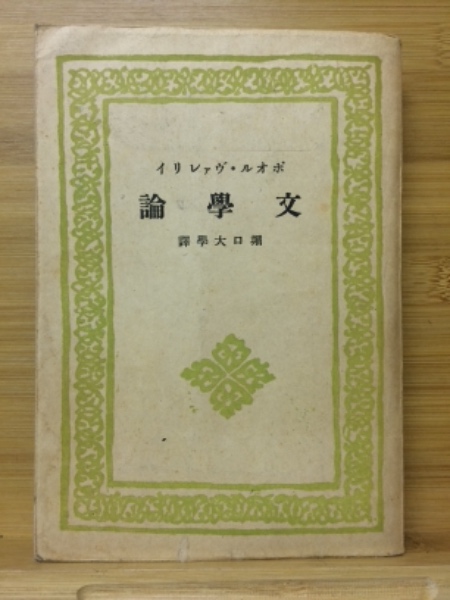 ポオル・ヴァレリイ
文學論
堀口大學譯